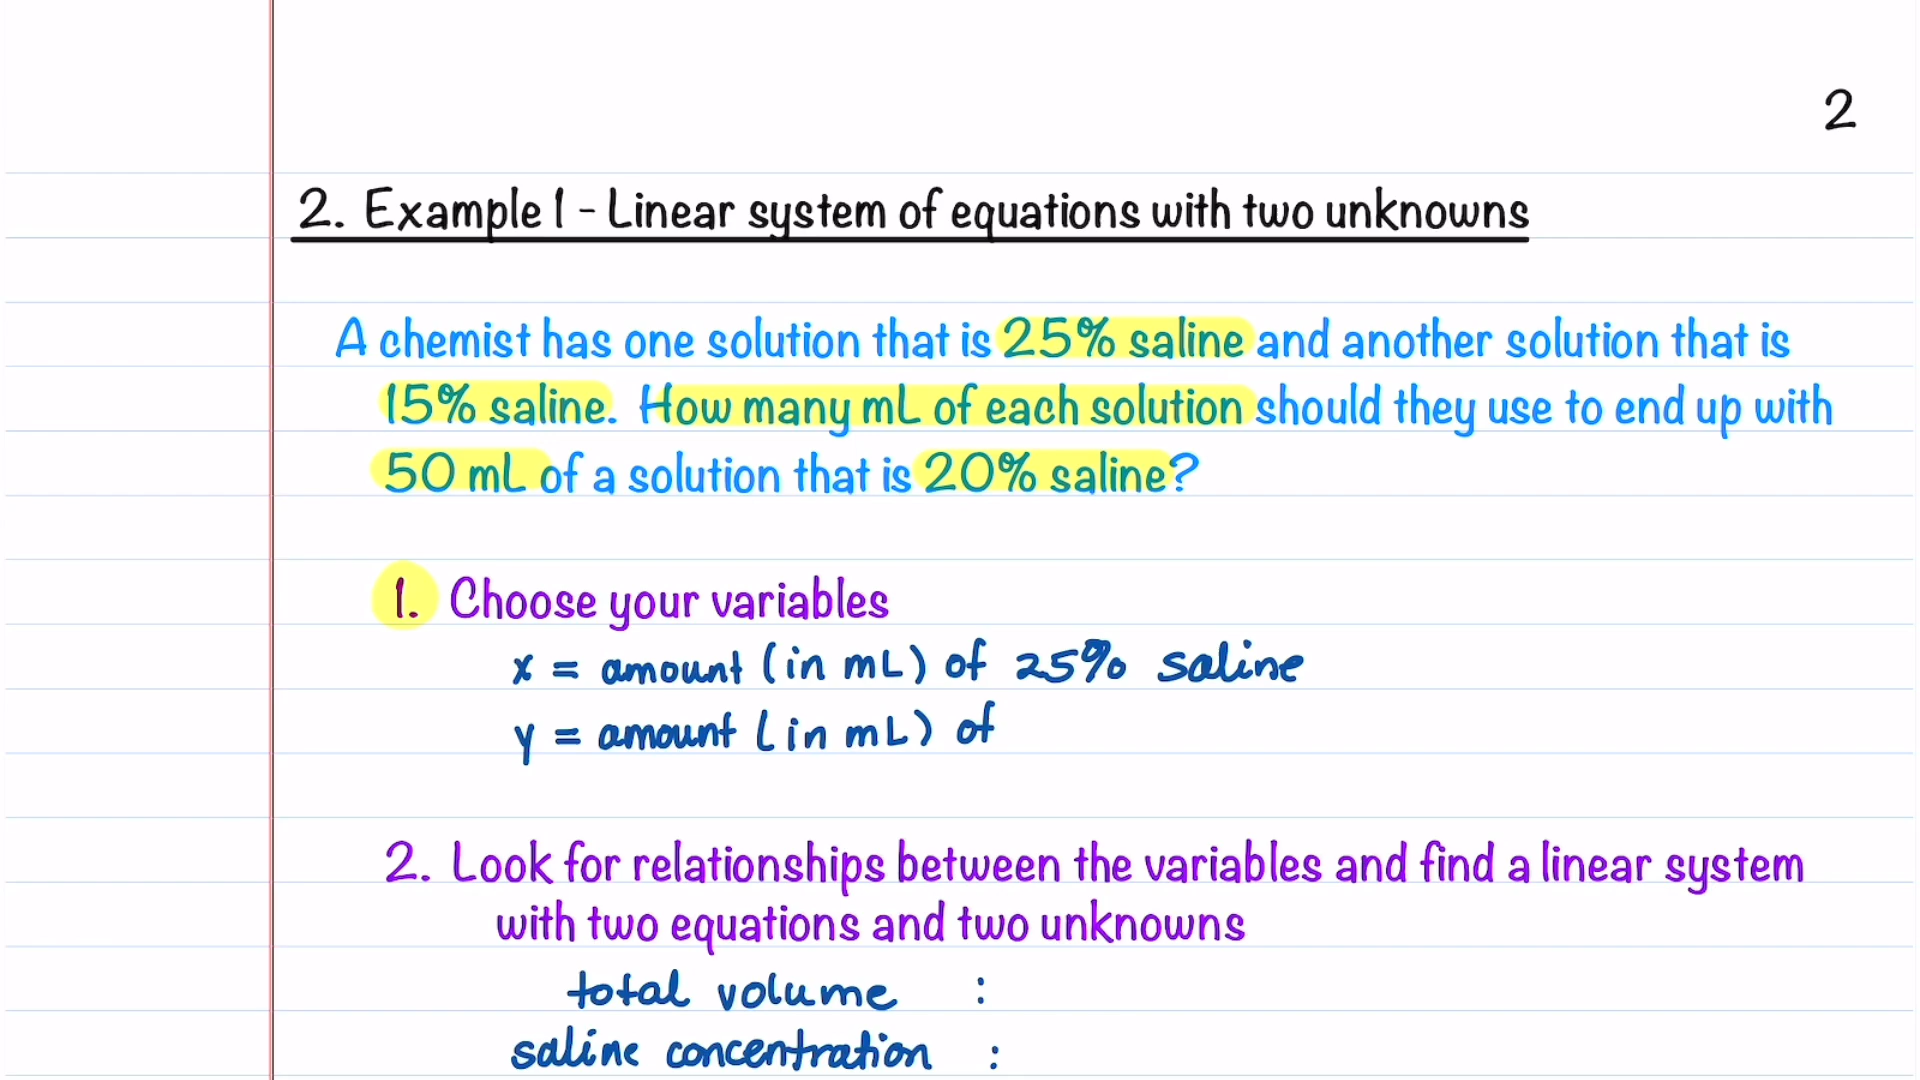 2
2. Example 1 - Linear system of equations with two unknowns
A chemist has one solution that is 25% saline and another solution that is
15% saline. How many mL of each solution should they use to end up with
50 mL of a solution that is 20% saline?
1. Choose your variables
x = amount (in mL) of 25% saline
y = amount (in mL) of
2. Look for relationships between the variables and find a linear system
with two equations and two unknowns
total volume :
saline concentration :